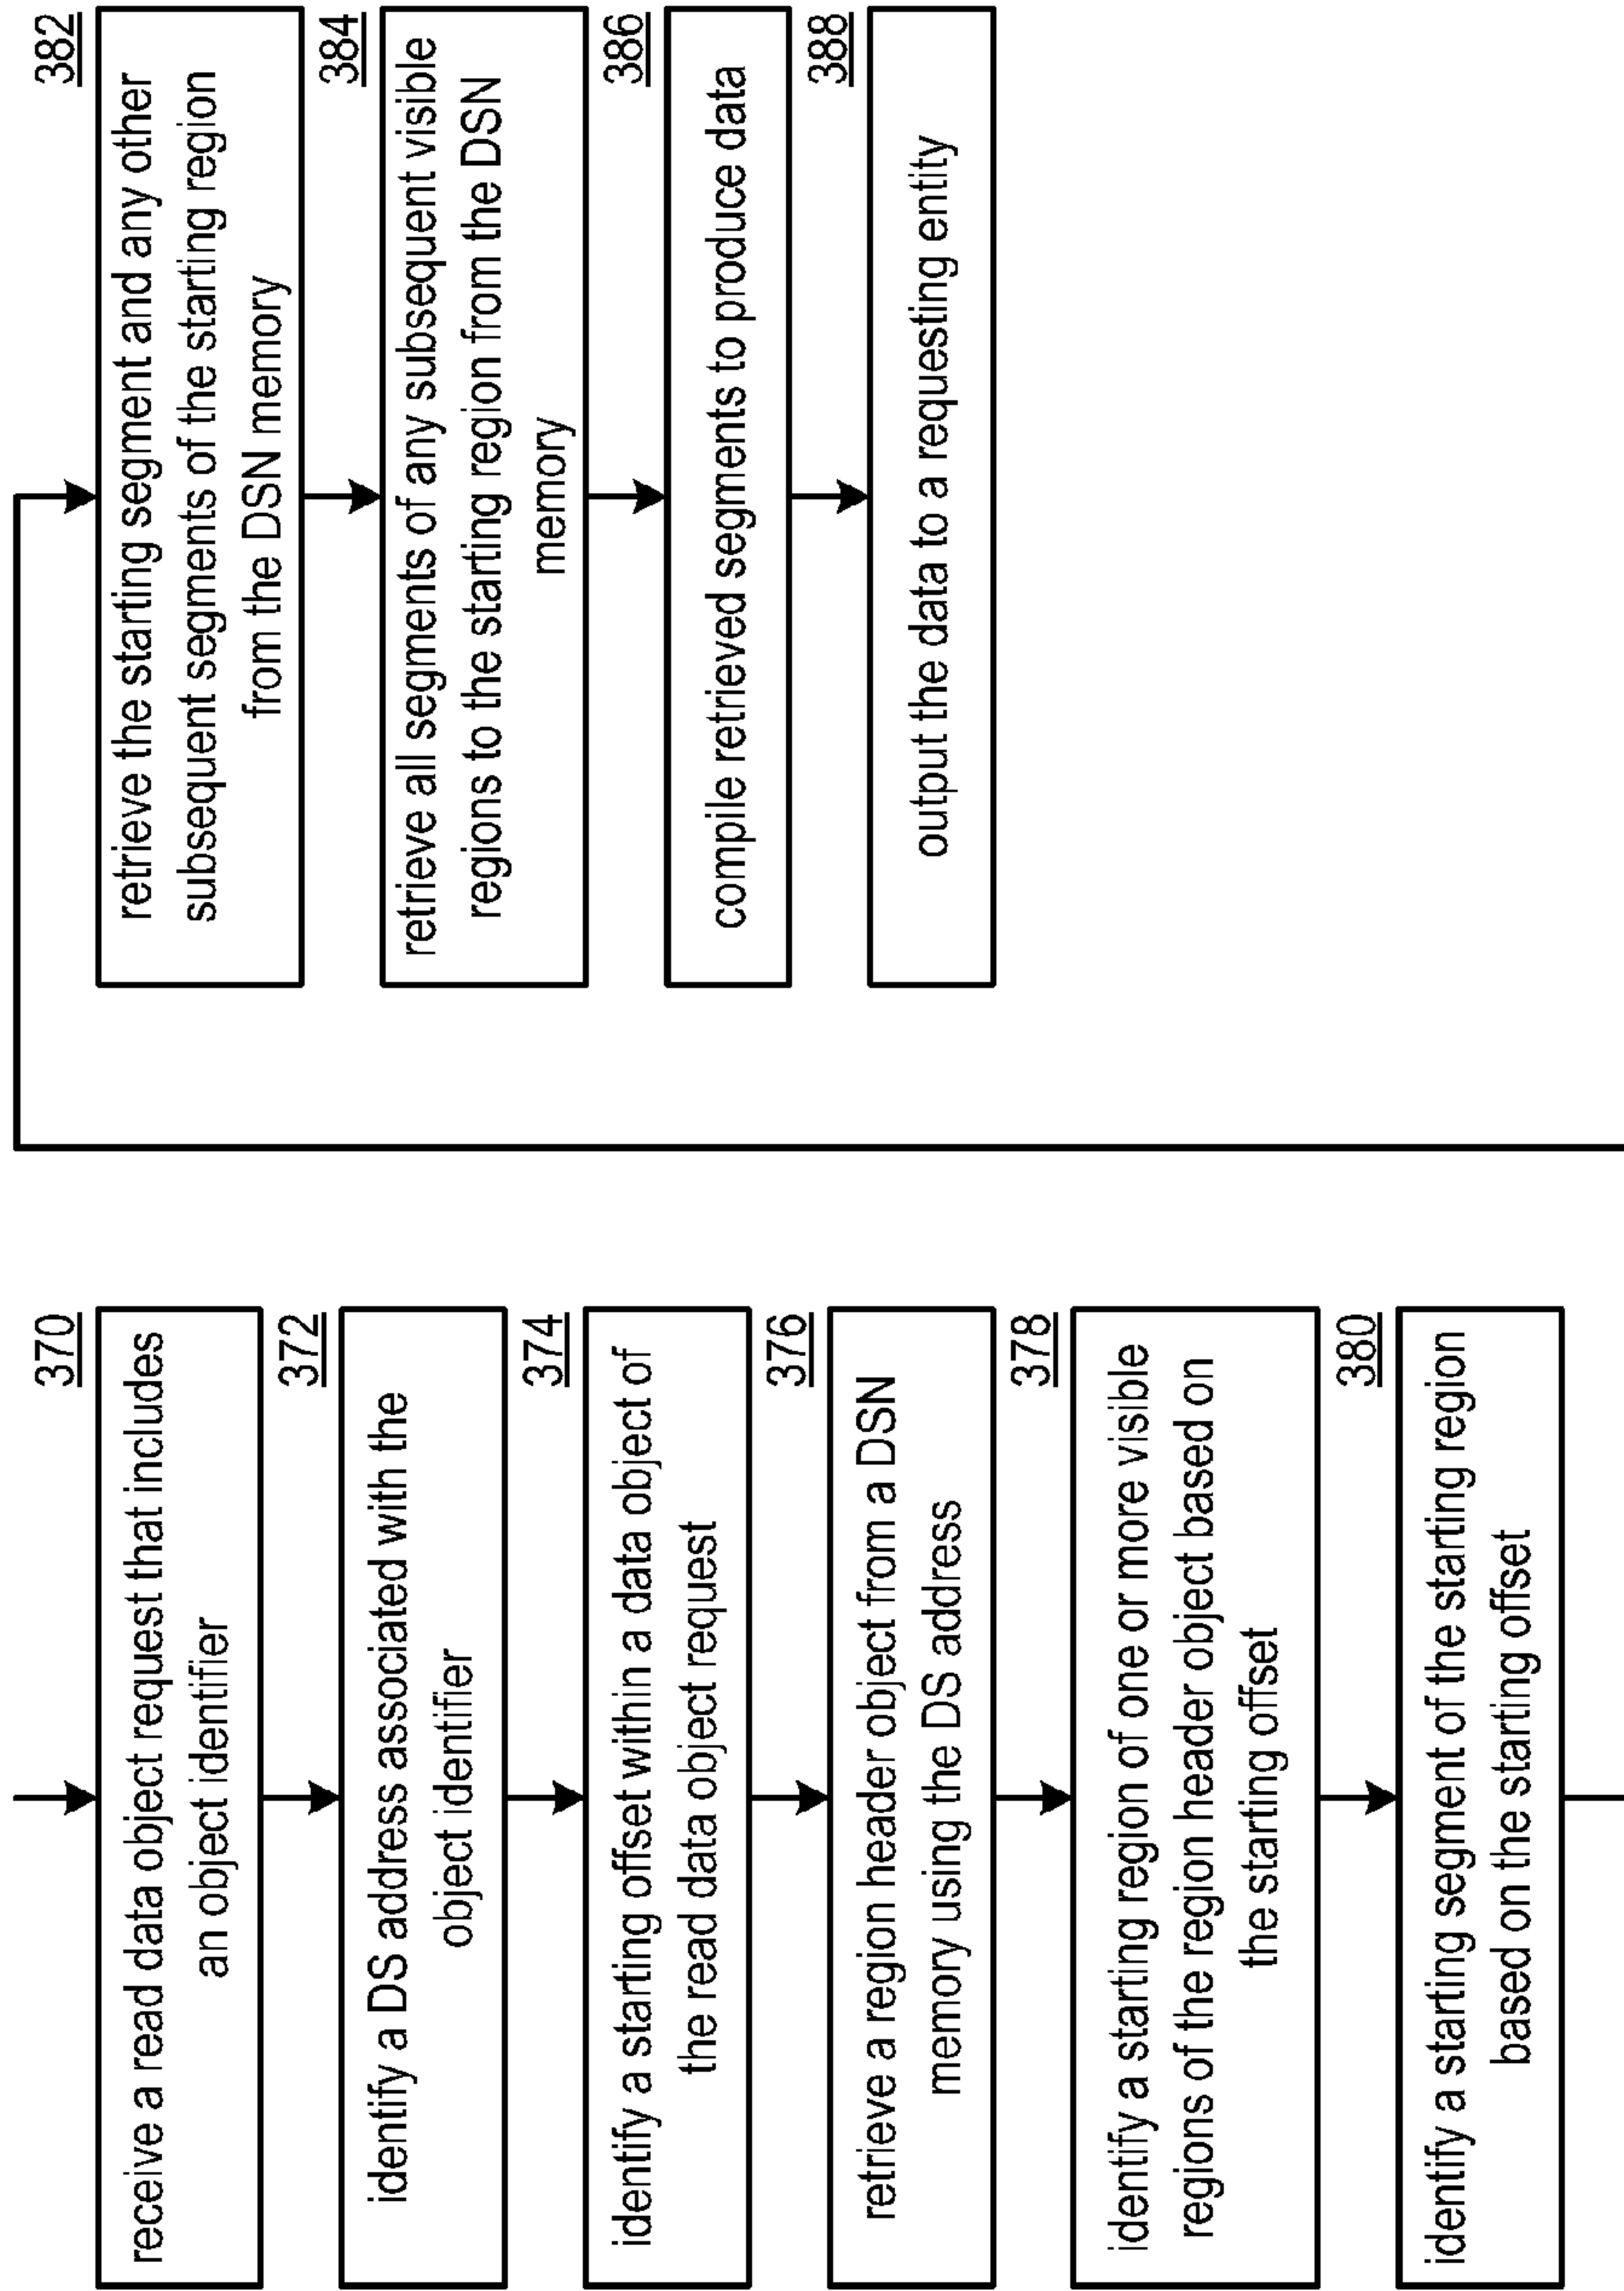 370
receive a read data object request that includes
an object identifier
372
identify a DS address associated with the
object identifier
374
identify a starting offset within a data object of
the read data object request
376
retrieve a region header object from a DSN
memory using the DS address
378
identify a starting region of one or more visible
regions of the region header object based on
the starting offset
380
identify a starting segment of the starting region
based on the starting offset
382
retrieve the starting segment and any other
subsequent segments of the starting region
from the DSN memory
384
retrieve all segments of any subsequent visible
regions to the starting region from the DSN
memory
386
compile retrieved segments to produce data
388
output the data to a requesting entity